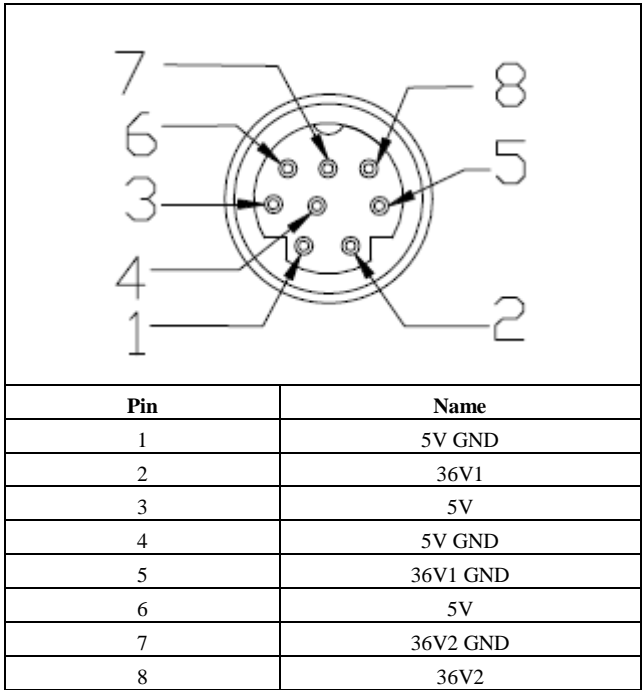 7
8
6
5
3
4
1
2
Pin Name
1 5V GND
2 36V1
3 5V
4 5V GND
5 36V1 GND
6 5V
7 36V2 GND
8 36V2